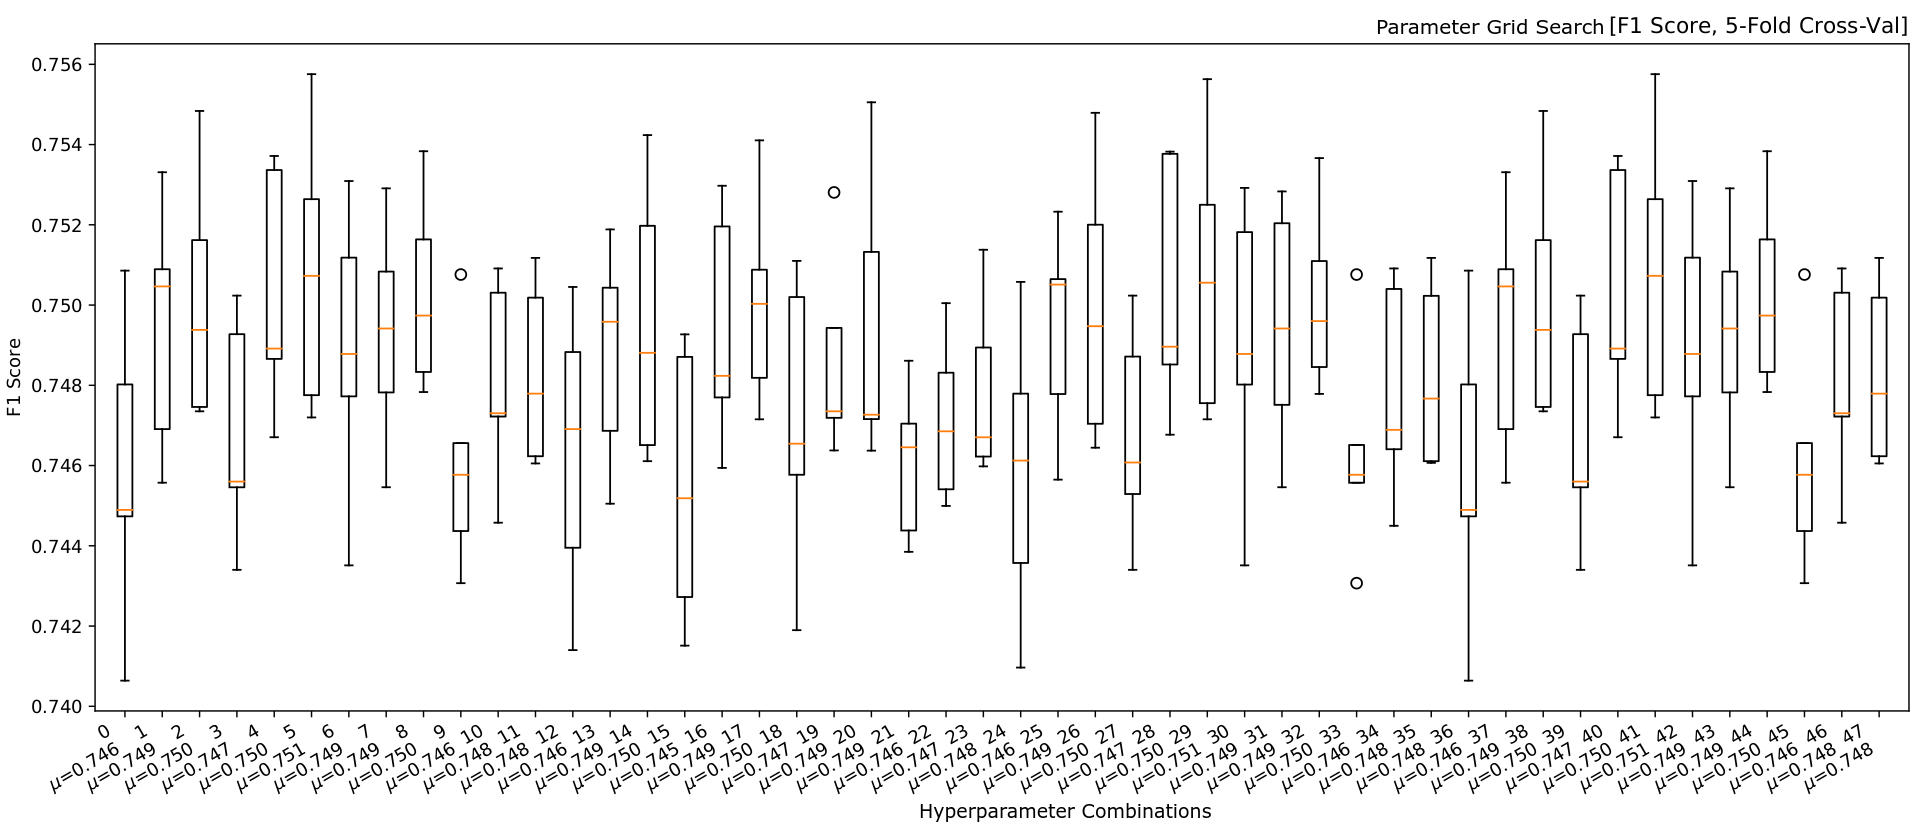 Parameter Grid Search [F1 Score, 5-Fold Cross-Val]
0.756
0.754
0.752
0.750
0.748
0.746
0.744
0.742
0.740
F1 Score
0
μ=0.746
1
μ=0.749
2
μ=0.750
3
μ=0.747
4
μ=0.750
5
μ=0.751
6
μ=0.749
7
μ=0.749
8
μ=0.750
9
μ=0.746
10
μ=0.748
11
μ=0.748
12
μ=0.746
13
μ=0.749
14
μ=0.750
15
μ=0.745
16
μ=0.749
17
μ=0.750
18
μ=0.747
19
μ=0.749
20
μ=0.749
21
μ=0.746
22
μ=0.747
23
μ=0.748
24
μ=0.746
25
μ=0.749
26
μ=0.750
27
μ=0.747
28
μ=0.750
29
μ=0.751
30
μ=0.749
31
μ=0.749
32
μ=0.750
33
μ=0.746
34
μ=0.748
35
μ=0.748
36
μ=0.746
37
μ=0.749
38
μ=0.750
39
μ=0.747
40
μ=0.750
41
μ=0.751
42
μ=0.749
43
μ=0.749
44
μ=0.750
45
μ=0.746
46
μ=0.748
47
μ=0.748
Hyperparameter Combinations